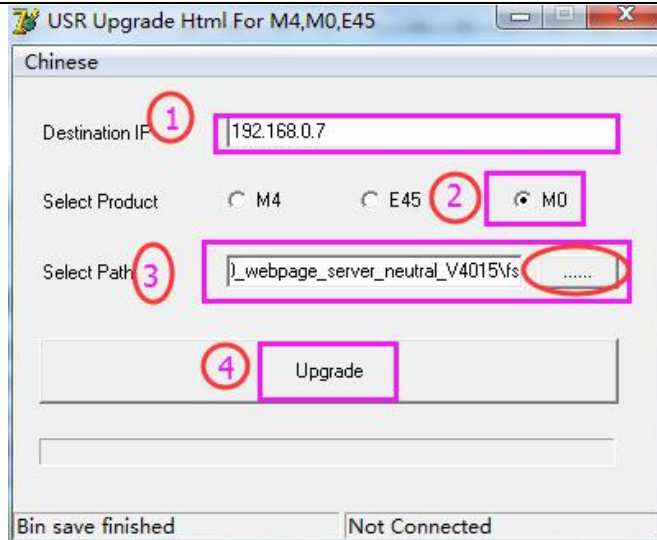 USR Upgrade Html For M4,M0,E45
Chinese
Destination IP 1 192.168.0.7
Select Product M4 E45 2 M0
Select Path 3 )_webpage_server_neutral_V4015\fs ......
4 Upgrade
Bin save finished Not Connected